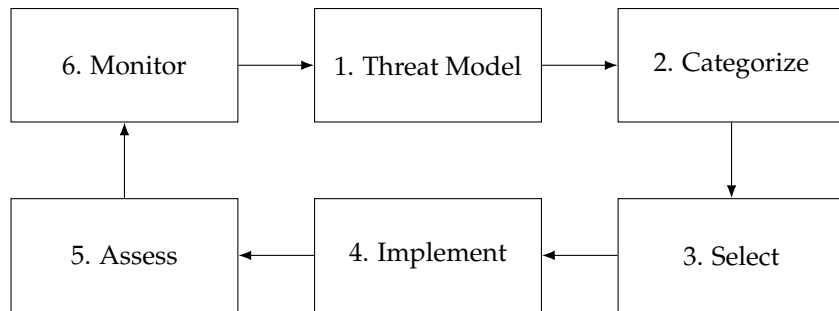 6. Monitor
1. Threat Model
2. Categorize
5. Assess
4. Implement
3. Select